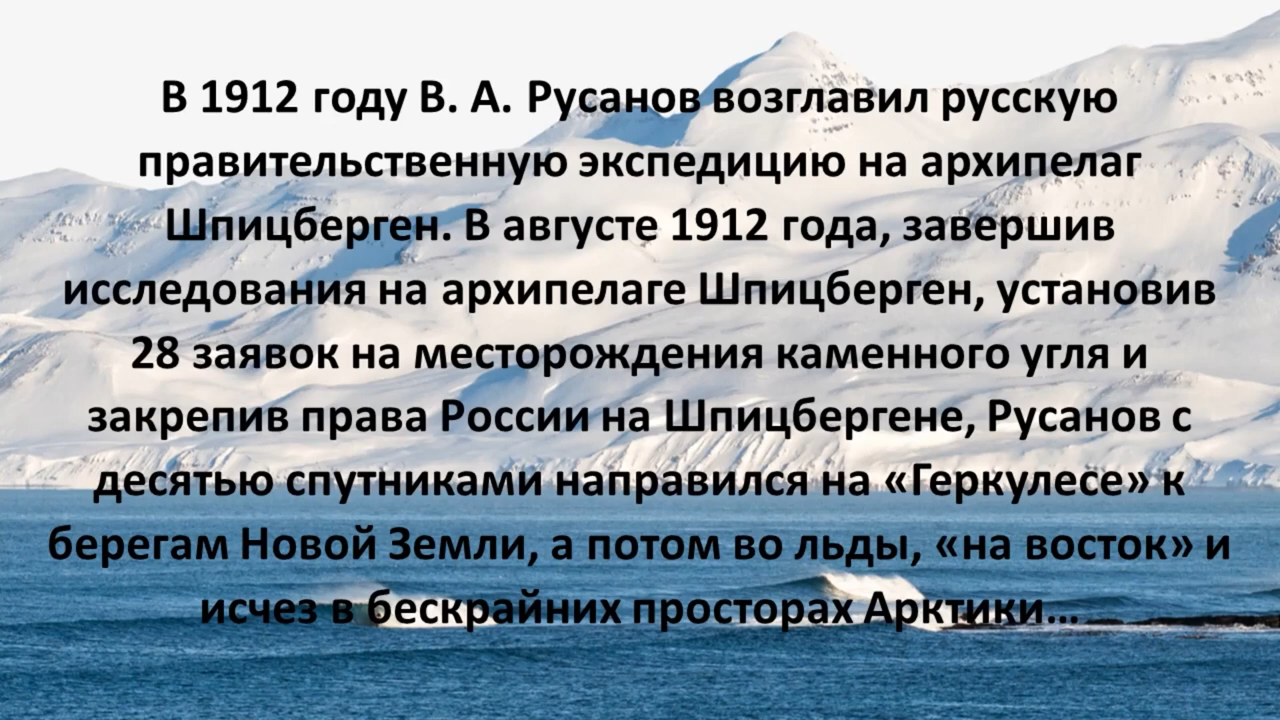 В 1912 году В. А. Русанов возглавил русскую
правительственную экспедицию на архипелаг
Шпицберген. В августе 1912 года, завершив
исследования на архипелаге Шпицберген, установив
28 заявок на месторождения каменного угля и
закрепив права России на Шпицбергене, Русанов с
десятью спутниками направился на «Геркулесе» к
берегам Новой Земли, а потом во льды, «на восток» и
исчез в бескрайних просторах Арктики…